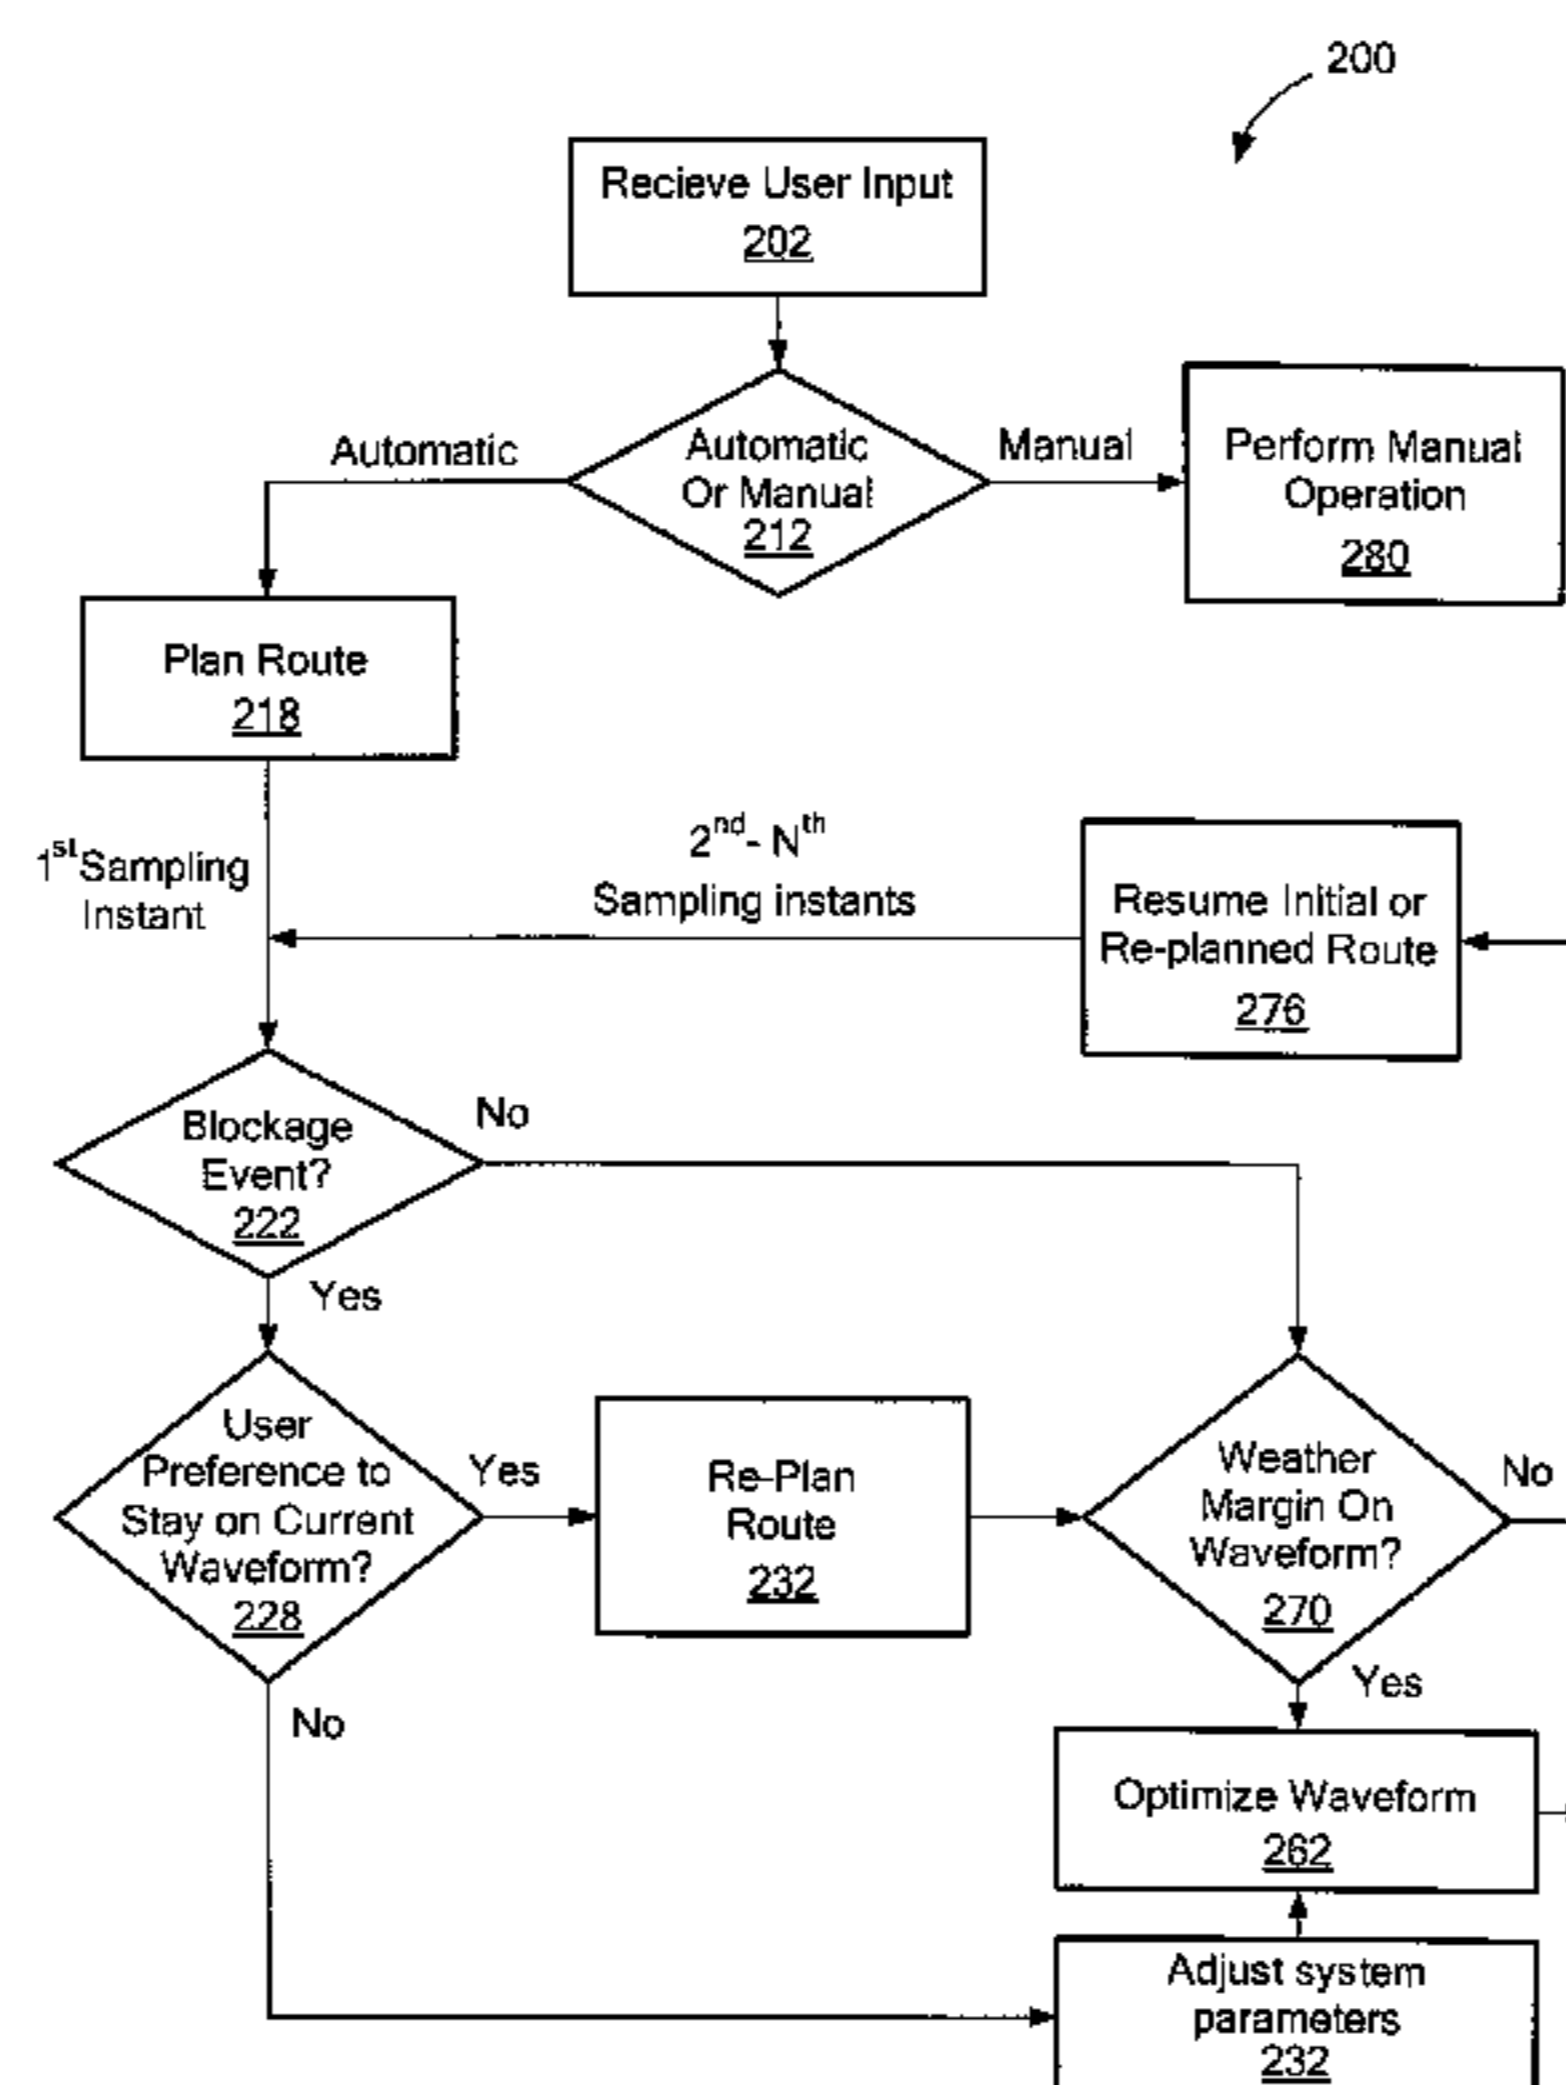 200
Recieve User Input
202
Automatic
Automatic
Or Manual
212
Manual
Perform Manual
Operation
280
Plan Route
218
1st Sampling
Instant
2nd- Nth
Sampling instants
Resume Initial or
Re-planned Route
276
Blockage
Event?
222
No
Yes
User
Preference to
Stay on Current
Waveform?
228
Yes
Re-Plan
Route
232
Weather
Margin On
Waveform?
270
No
Yes
No
Optimize Waveform
262
Adjust system
parameters
232